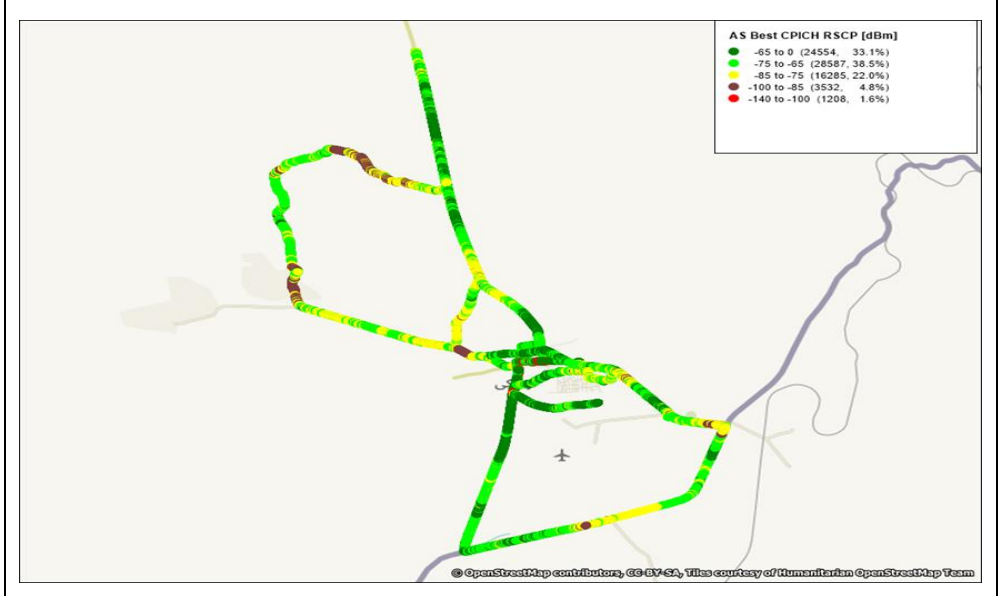 AS Best CPICH RSCP [dBm]
-65 to 0 (24554, 33.1%)
-75 to -65 (28587, 38.5%)
-85 to -75 (16285, 22.0%)
-100 to -85 (3532, 4.8%)
-140 to -100 (1208, 1.6%)
© OpenStreetMap contributors, CC-BY-SA, Tiles courtesy of Humanitarian OpenStreetMap Team